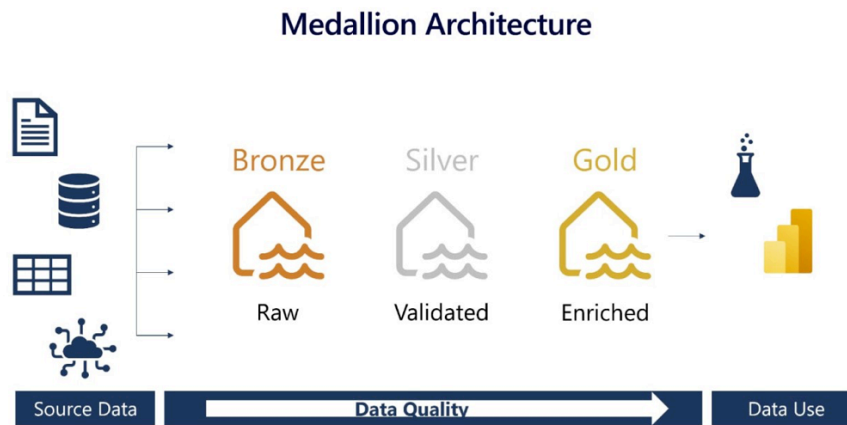 Medallion Architecture
Bronze
Silver
Gold
Raw
Validated
Enriched
Source Data
Data Quality
Data Use